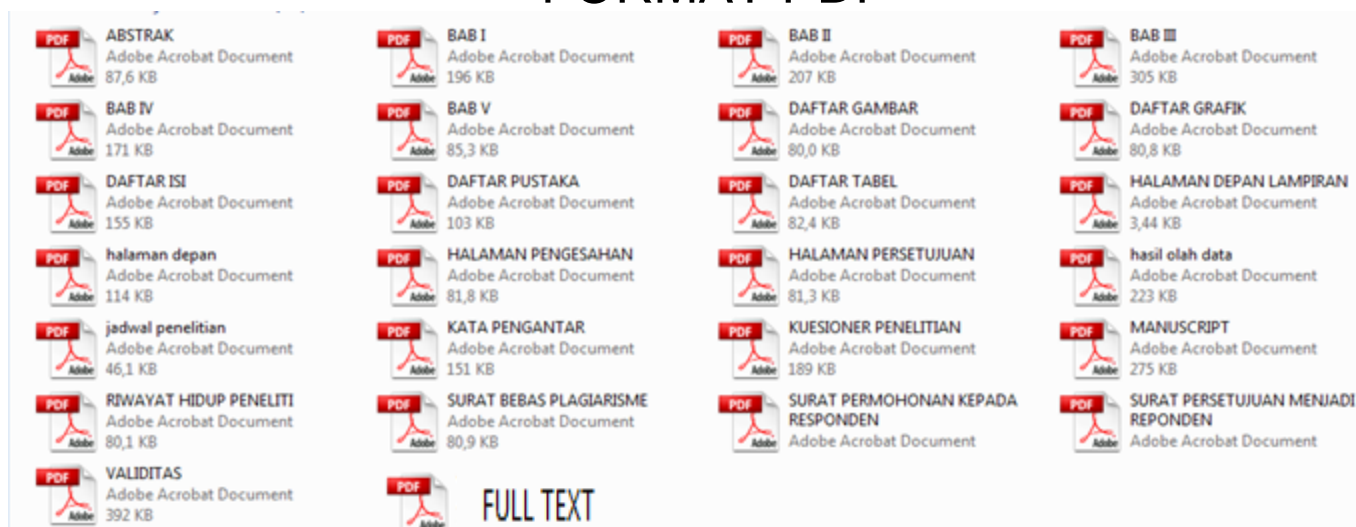 FORMAT PDF
ABSTRAK
Adobe Acrobat Document
87,6 KB
BAB I
Adobe Acrobat Document
196 KB
BAB II
Adobe Acrobat Document
207 KB
BAB III
Adobe Acrobat Document
305 KB
BAB IV
Adobe Acrobat Document
171 KB
BAB V
Adobe Acrobat Document
85,3 KB
DAFTAR GAMBAR
Adobe Acrobat Document
80,0 KB
DAFTAR GRAFIK
Adobe Acrobat Document
80,8 KB
DAFTAR ISI
Adobe Acrobat Document
155 KB
DAFTAR PUSTAKA
Adobe Acrobat Document
103 KB
DAFTAR TABEL
Adobe Acrobat Document
82,4 KB
HALAMAN DEPAN LAMPIRAN
Adobe Acrobat Document
3,44 KB
halaman depan
Adobe Acrobat Document
114 KB
HALAMAN PENGESAHAN
Adobe Acrobat Document
81,8 KB
HALAMAN PERSETUJUAN
Adobe Acrobat Document
81,3 KB
hasil olah data
Adobe Acrobat Document
223 KB
jadwal penelitian
Adobe Acrobat Document
46,1 KB
KATA PENGANTAR
Adobe Acrobat Document
151 KB
KUESIONER PENELITIAN
Adobe Acrobat Document
189 KB
MANUSCRIPT
Adobe Acrobat Document
275 KB
RIWAYAT HIDUP PENELITI
Adobe Acrobat Document
80,1 KB
SURAT BEBAS PLAGIARISME
Adobe Acrobat Document
80,9 KB
SURAT PERMOHONAN KEPADA
RESPONDEN
Adobe Acrobat Document
SURAT PERSETUJUAN MENJADI
REPONDEN
Adobe Acrobat Document
VALIDITAS
Adobe Acrobat Document
392 KB
FULL TEXT